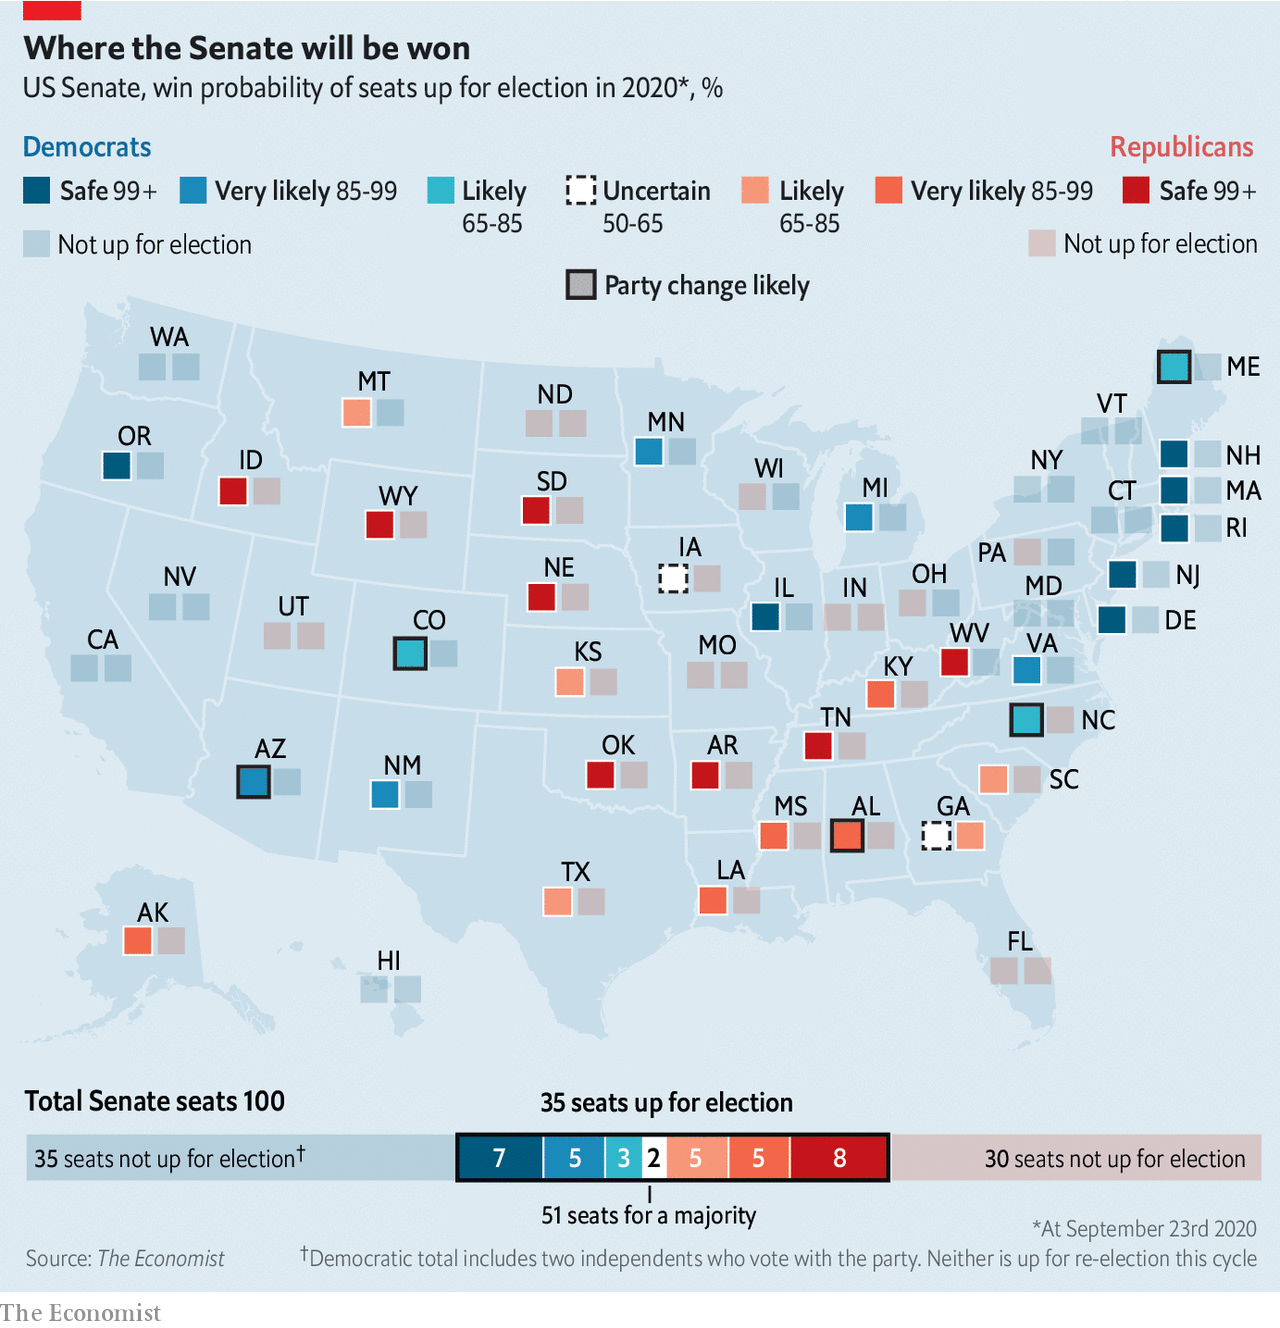 Where the Senate will be won
US Senate, win probability of seats up for election in 2020*, %
Democrats
Republicans
Safe 99+
Very likely 85-99
Likely
65-85
Uncertain
50-65
Likely
65-85
Very likely 85-99
Safe 99+
Not up for election
Not up for election
Party change likely
WA
MT
ND
MN
ME
VT
OR
ID
WY
SD
WI
MI
NY
CT
NH
MA
RI
NV
UT
CO
NE
IA
IL
IN
OH
PA
MD
NJ
DE
CA
KS
MO
KY
WV
VA
AZ
NM
OK
AR
TN
NC
SC
MS
AL
GA
TX
LA
AK
HI
FL
Total Senate seats 100
35 seats up for election
35 seats not up for election†
7
5
3
2
5
5
8
30 seats not up for election
51 seats for a majority
*At September 23rd 2020
Source: The Economist
†Democratic total includes two independents who vote with the party. Neither is up for re-election this cycle
The Economist